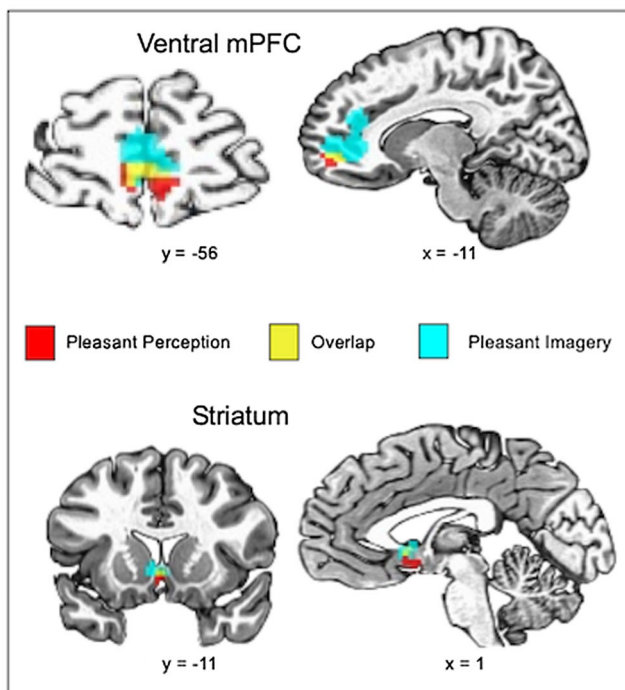 Ventral mPFC
y = -56
x = -11
Pleasant Perception
Overlap
Pleasant Imagery
Striatum
y = -11
x = 1